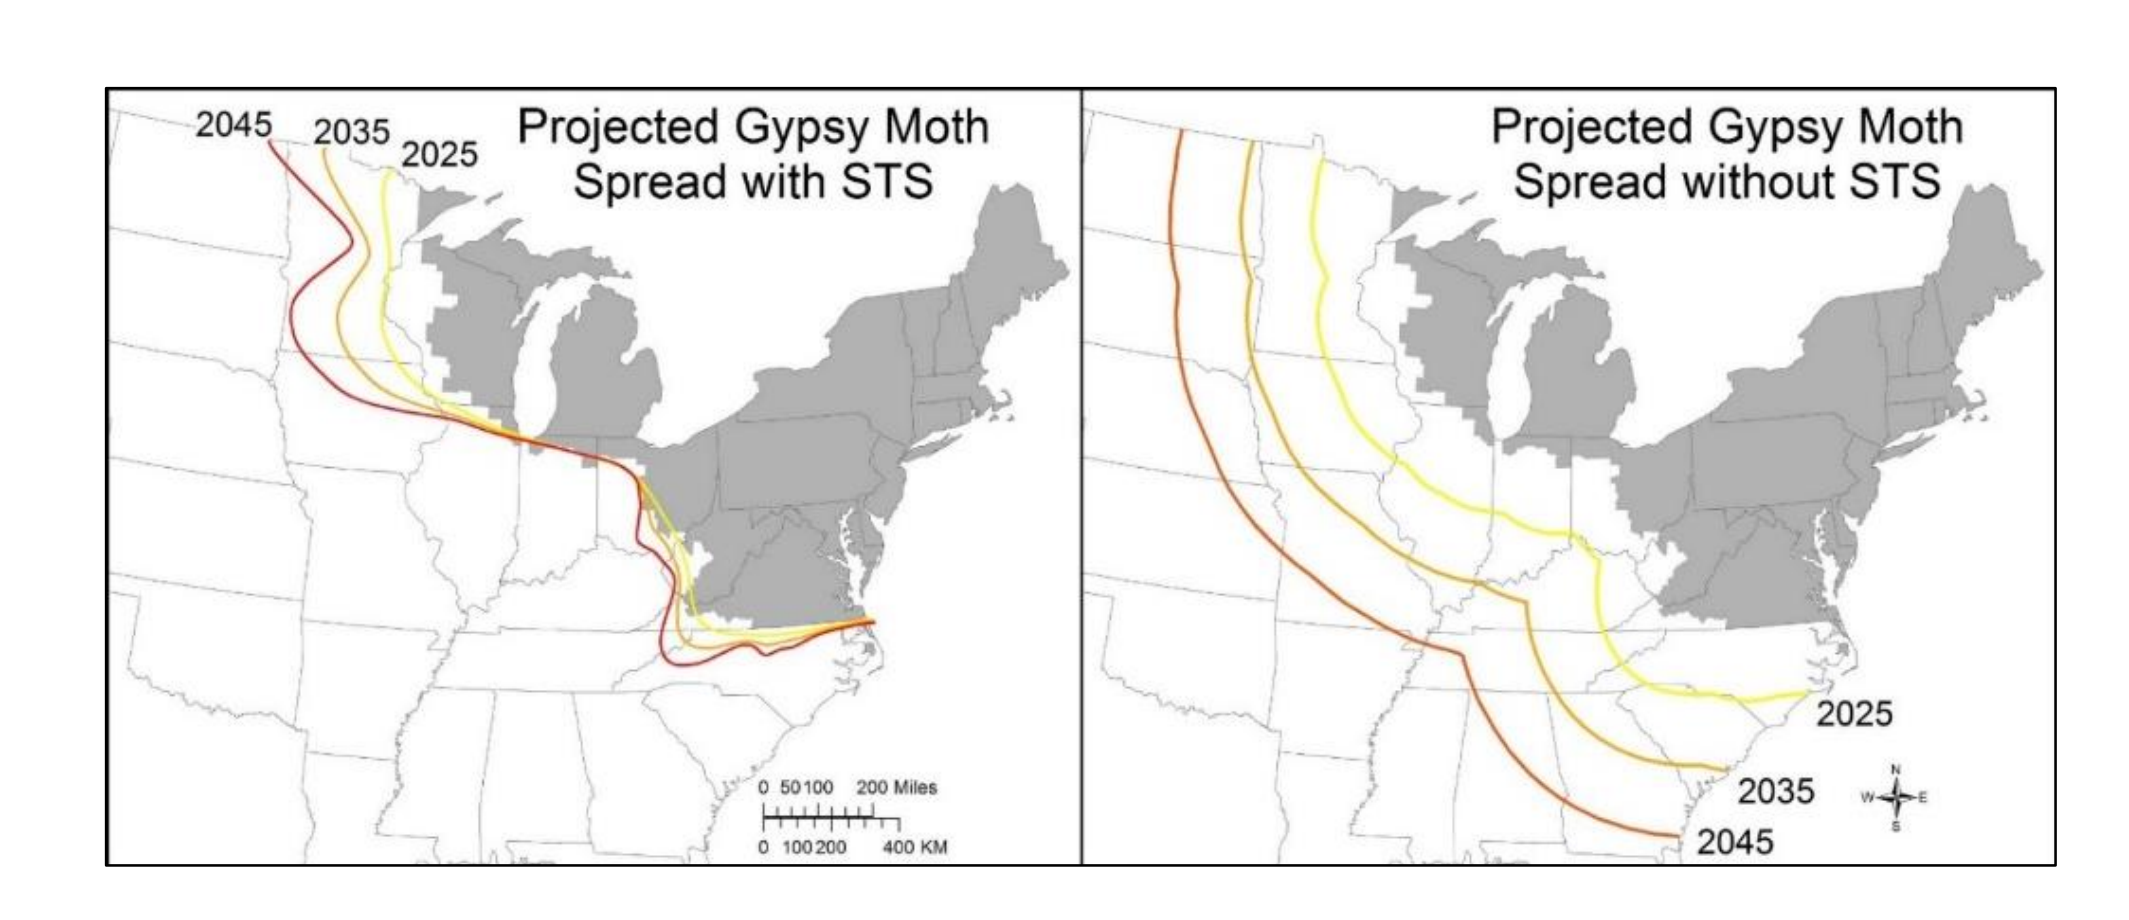 Projected Gypsy Moth
Spread with STS
2045
2035
2025
0 50 100 200 Miles
0 100 200 400 KM
Projected Gypsy Moth
Spread without STS
2025
2035
2045
N
W E
S